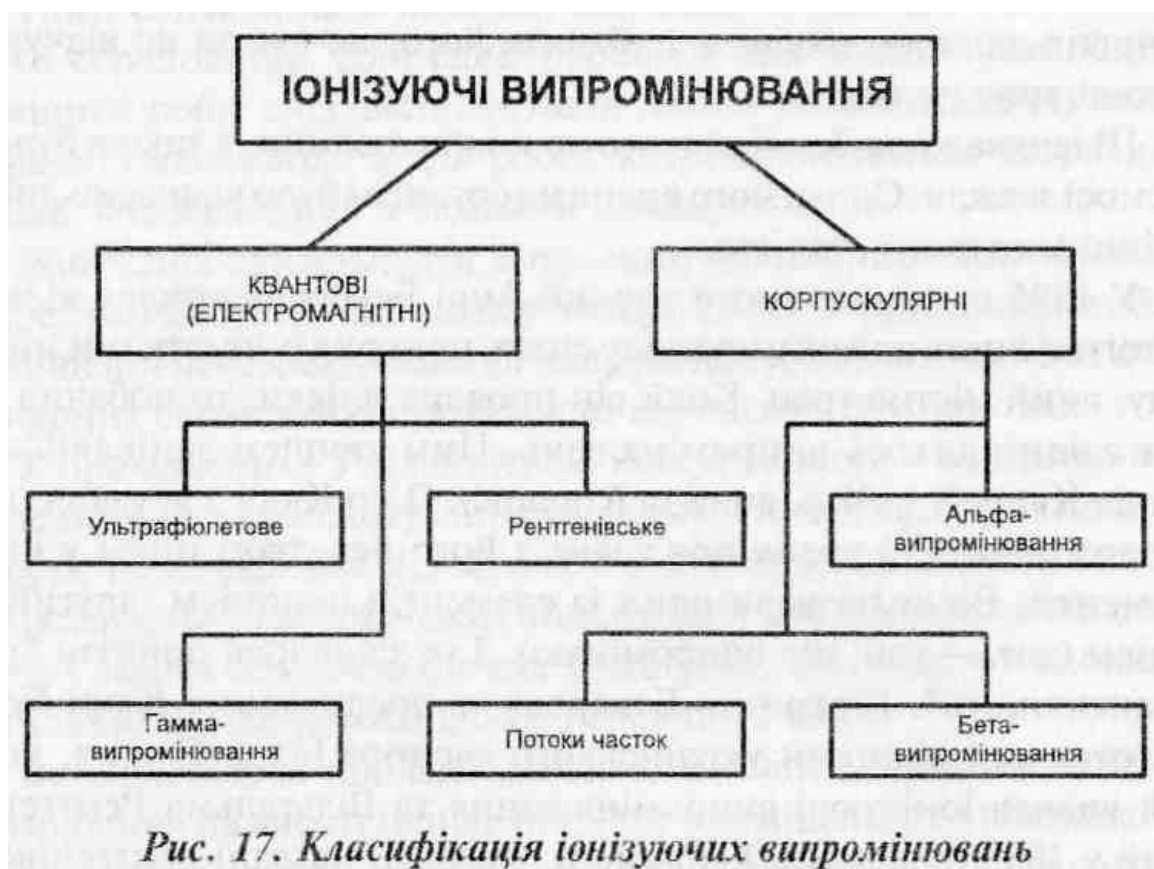 ІОНІЗУЮЧІ ВИПРОМІНЮВАННЯ
КВАНТОВІ
(ЕЛЕКТРОМАГНІТНІ)
КОРПУСКУЛЯРНІ
Ультрафіолетове
Рентгенівське
Альфа-
випромінювання
Гамма-
випромінювання
Потоки часток
Бета-
випромінювання
Рис. 17. Класифікація іонізуючих випромінювань